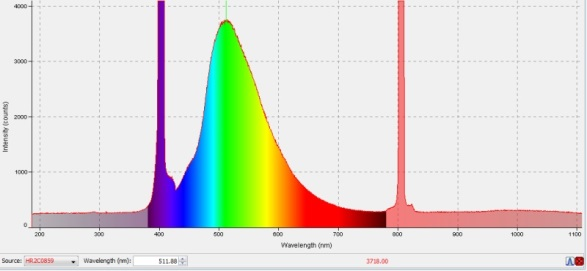 4000
3000
Intensity (counts)
2000
1000
0
200 300 400 500 600 700 800 900 1000 1100
Wavelength (nm)
Source: HR2C0859 Wavelength (nm): 511.88 3718.00
A